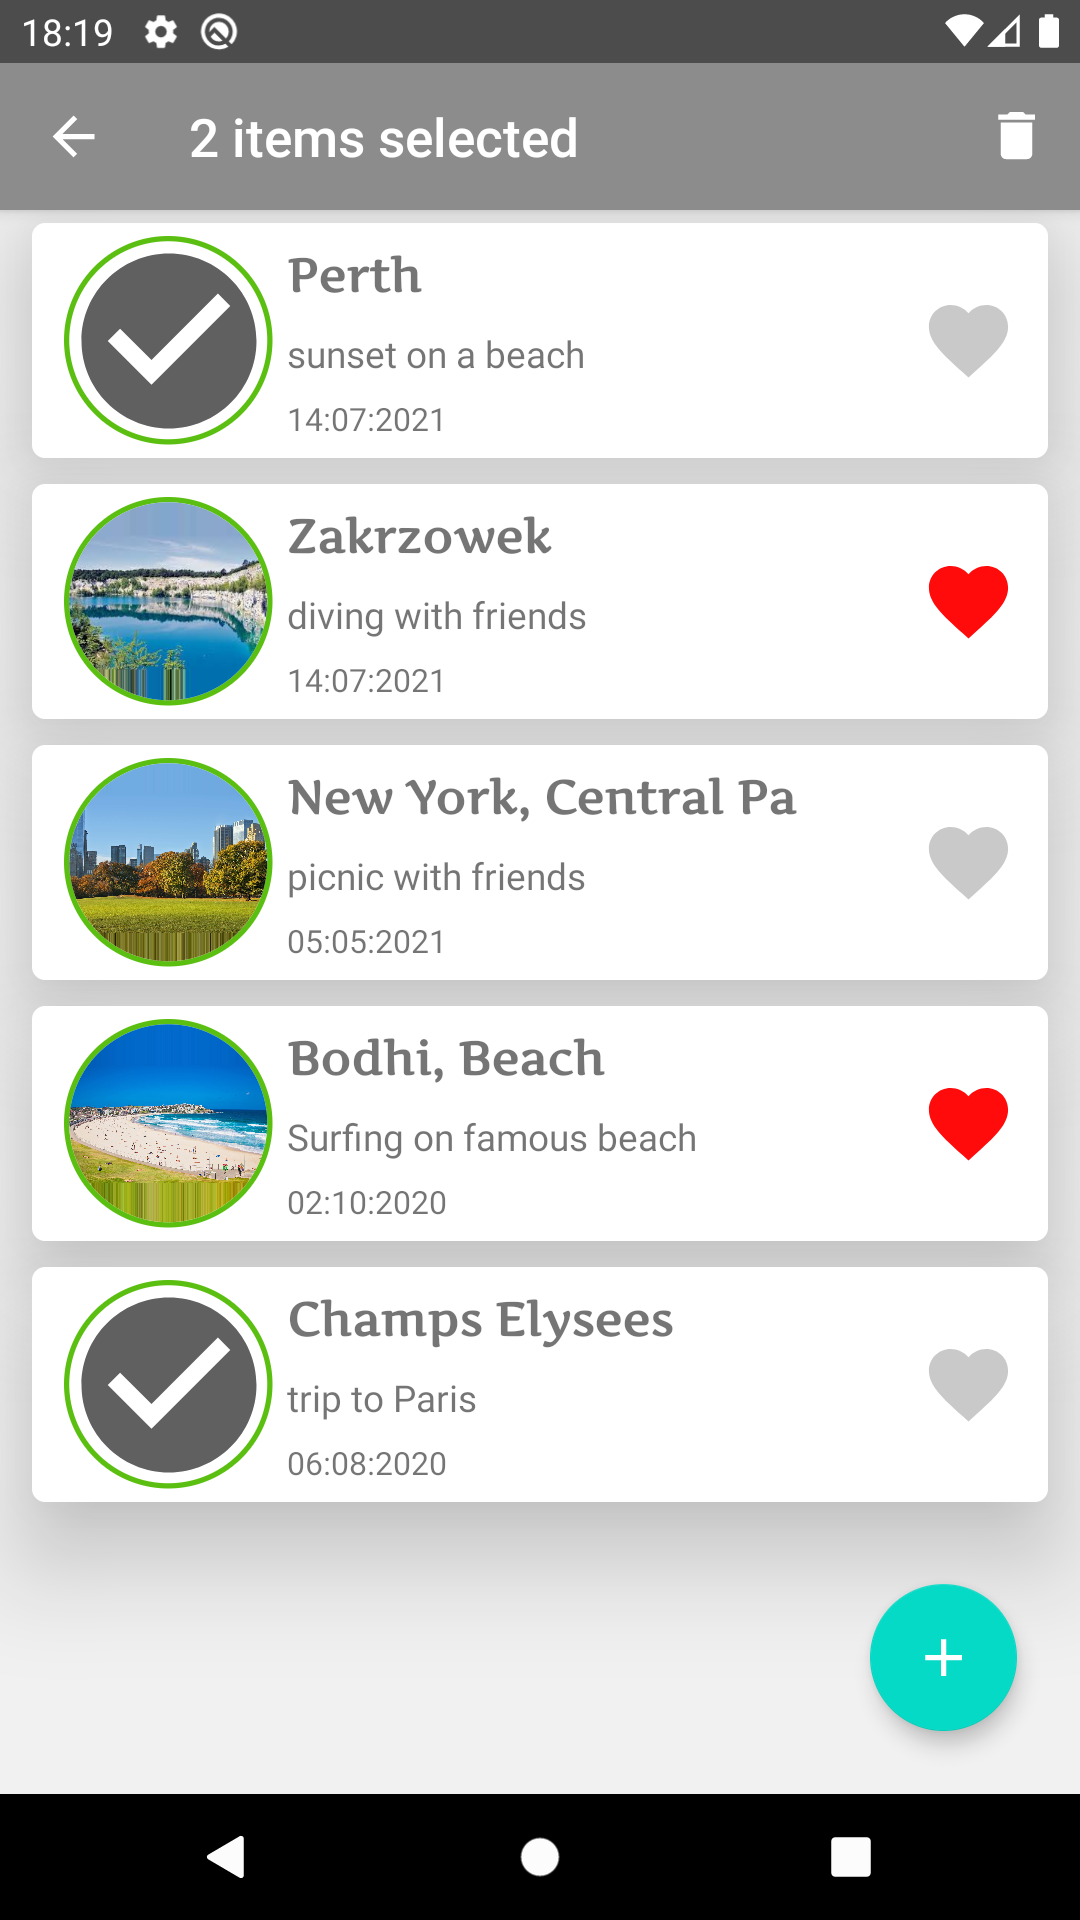 18:19
2 items selected
Perth
sunset on a beach
14:07:2021
Zakrzowek
diving with friends
14:07:2021
New York, Central Pa
picnic with friends
05:05:2021
Bodhi, Beach
Surfing on famous beach
02:10:2020
Champs Elysees
trip to Paris
06:08:2020